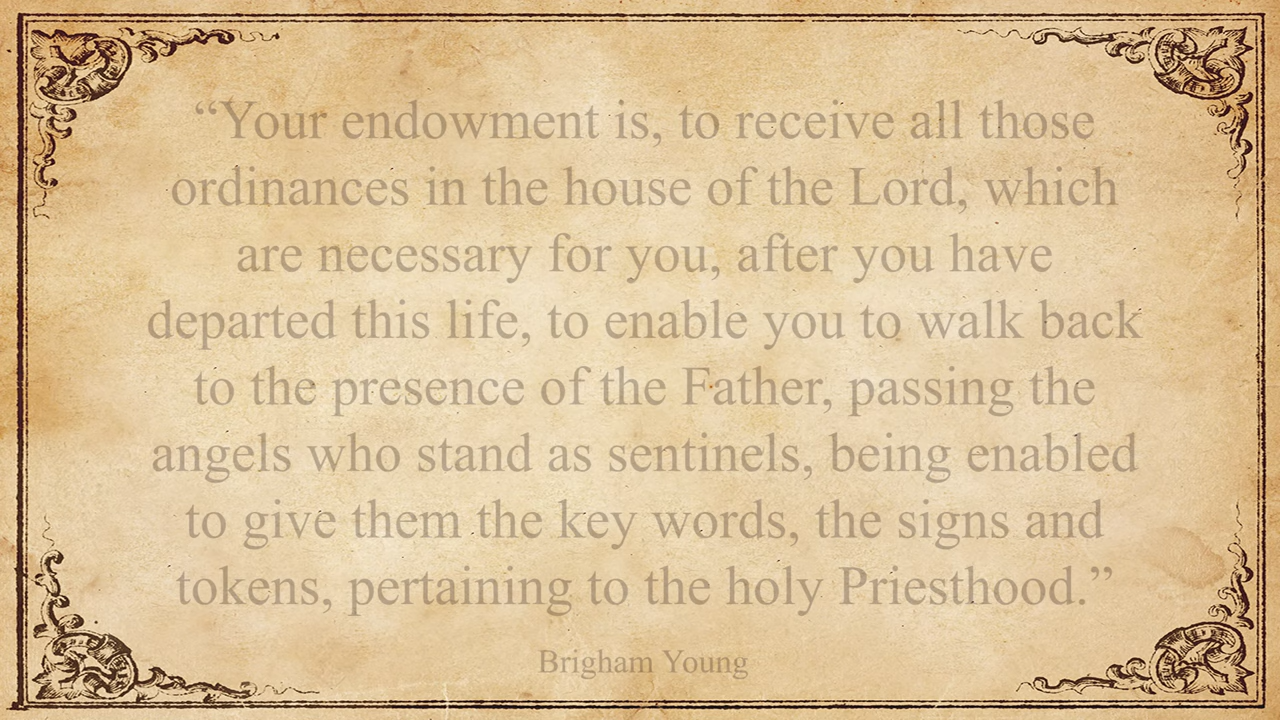 “Your endowment is, to receive all those
ordinances in the house of the Lord, which
are necessary for you, after you have
departed this life, to enable you to walk back
to the presence of the Father, passing the
angels who stand as sentinels, being enabled
to give them the key words, the signs and
tokens, pertaining to the holy Priesthood.”
Brigham Young